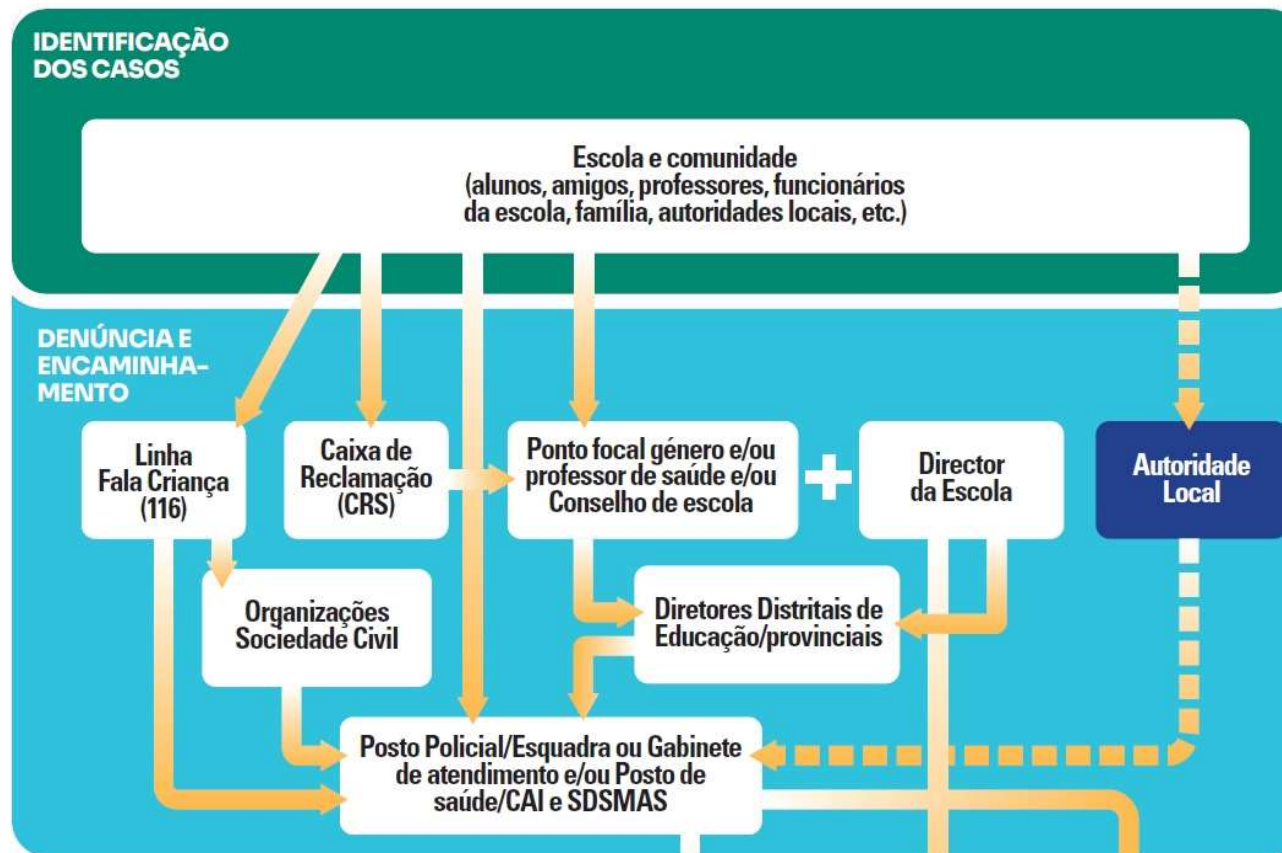 IDENTIFICAÇÃO
DOS CASOS
Escola e comunidade
(alunos, amigos, professores, funcionários
da escola, família, autoridades locais, etc.)
DENÚNCIA E
ENCAMINHA-
MENTO
Linha
Fala Criança
(116)
Caixa de
Reclamação
(CRS)
Ponto focal género e/ou
professor de saúde e/ou
Conselho de escola
Director
da Escola
Autoridade
Local
Organizações
Sociedade Civil
Diretores Distritais de
Educação/provinciais
Posto Policial/Esquadra ou Gabinete
de atendimento e/ou Posto de
saúde/CAI e SDSMAS